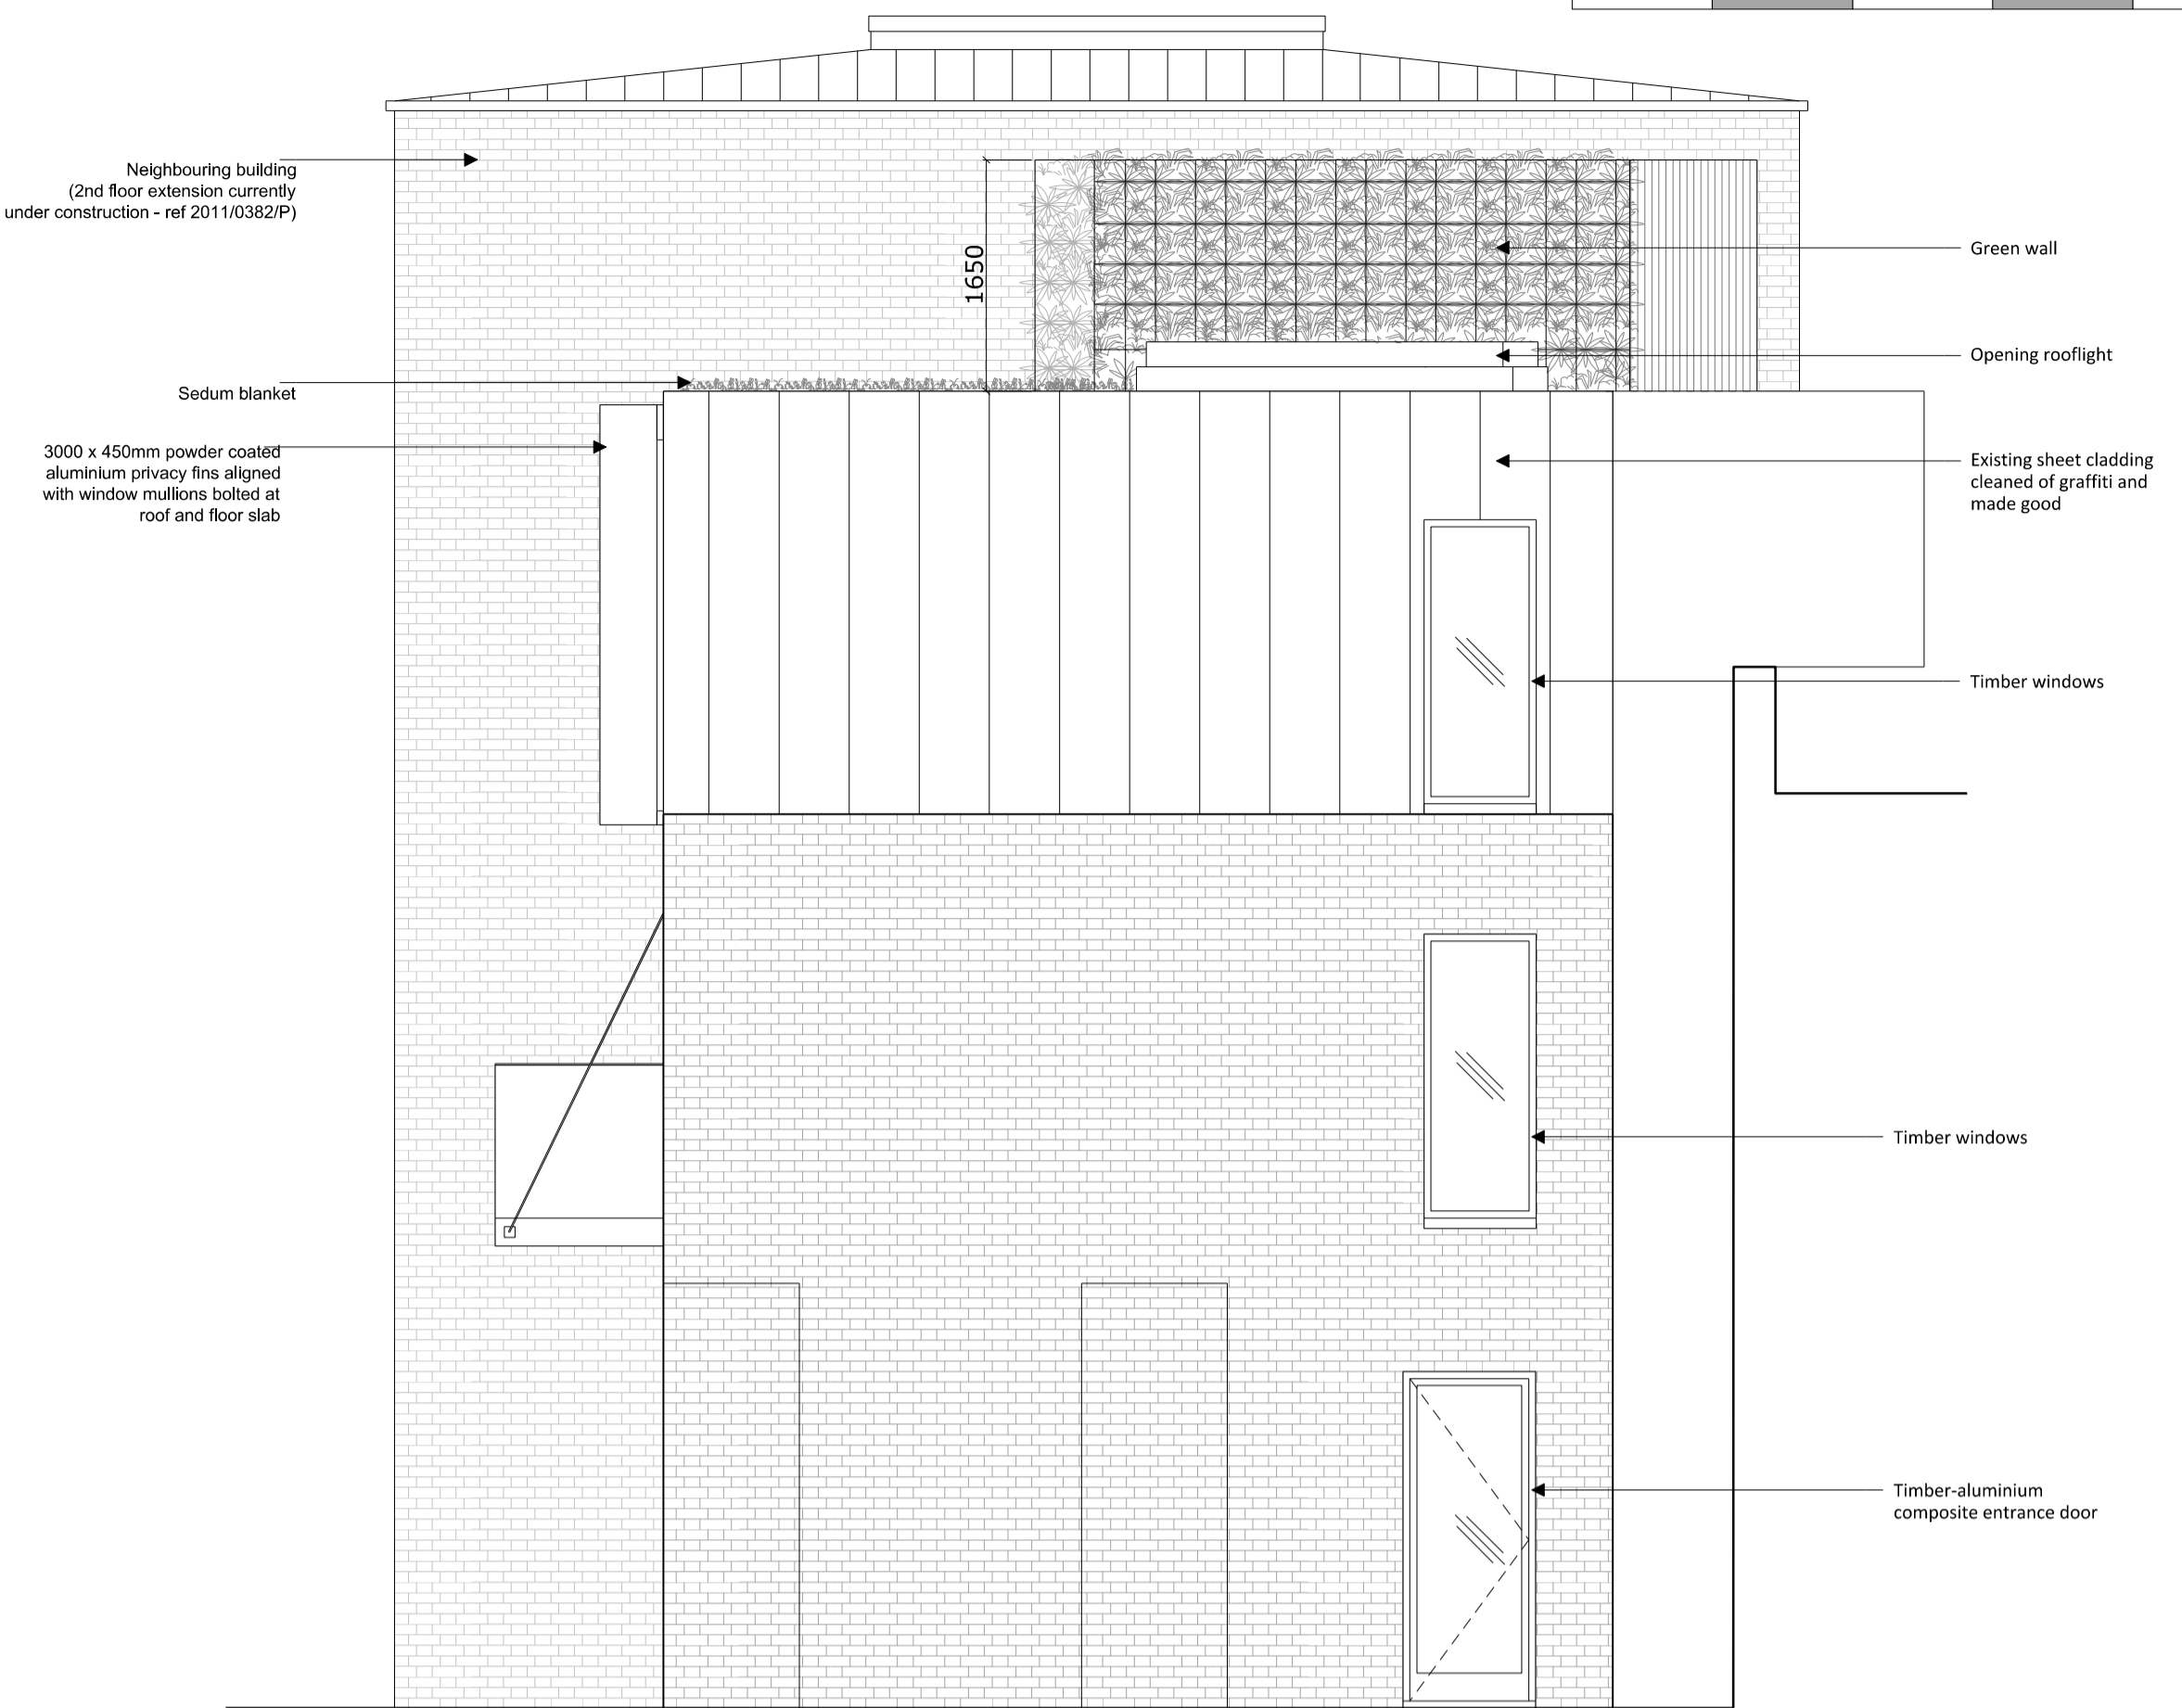 Neighbouring building
(2nd floor extension currently
under construction - ref 2011/0382/P)
1650
Green wall
Opening rooflight
Sedum blanket
3000 x 450mm powder coated
aluminium privacy fins aligned
with window mullions bolted at
roof and floor slab
Existing sheet cladding
cleaned of graffiti and
made good
Timber windows
Timber windows
Timber-aluminium
composite entrance door